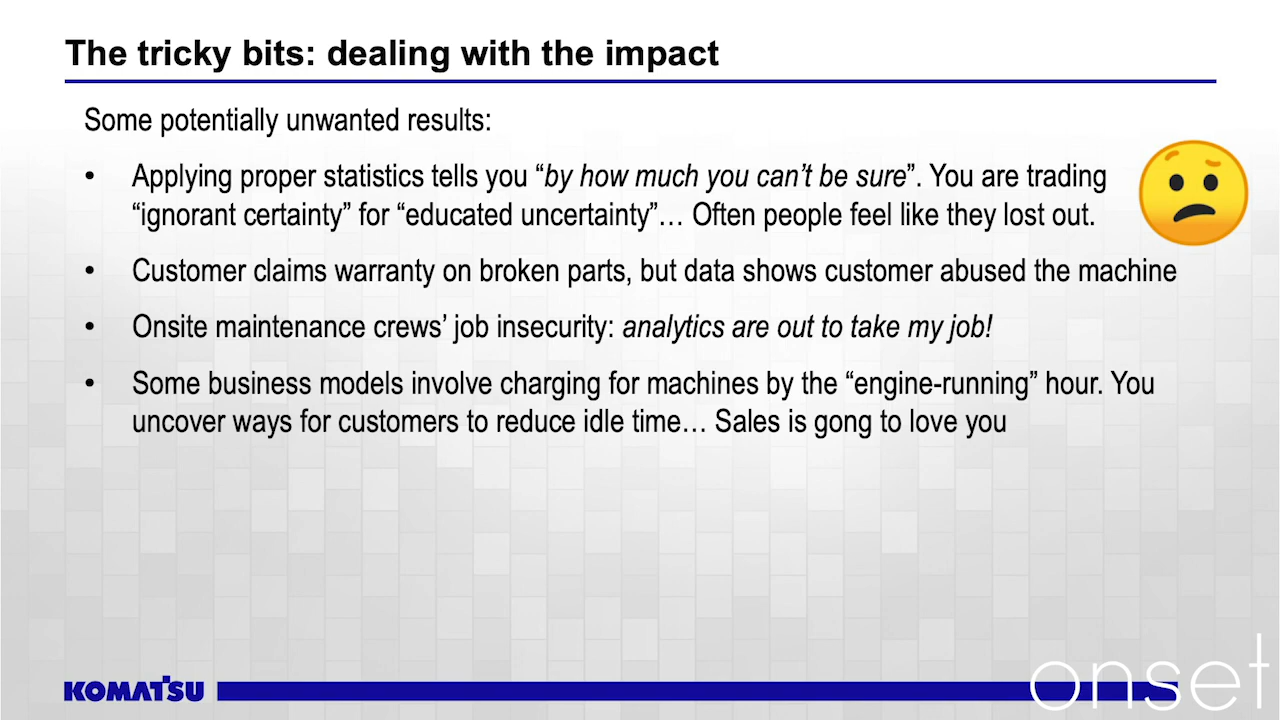 The tricky bits: dealing with the impact
Some potentially unwanted results:
• Applying proper statistics tells you “by how much you can’t be sure”. You are trading
“ignorant certainty” for “educated uncertainty”… Often people feel like they lost out.
• Customer claims warranty on broken parts, but data shows customer abused the machine
• Onsite maintenance crews’ job insecurity: analytics are out to take my job!
• Some business models involve charging for machines by the “engine-running” hour. You
uncover ways for customers to reduce idle time… Sales is gong to love you
KOMATSU
onset